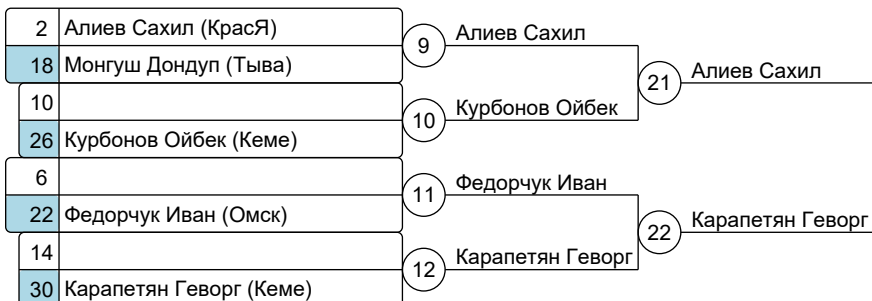 2 Алиев Сахил (КрасЯ)
18 Монгуш Дондуп (Тыва)
9 Алиев Сахил
10
26 Курбонов Ойбек (Кеме)
10 Курбонов Ойбек
21 Алиев Сахил
6
22 Федорчук Иван (Омск)
11 Федорчук Иван
14
30 Карапетян Геворг (Кеме)
12 Карапетян Геворг
22 Карапетян Геворг